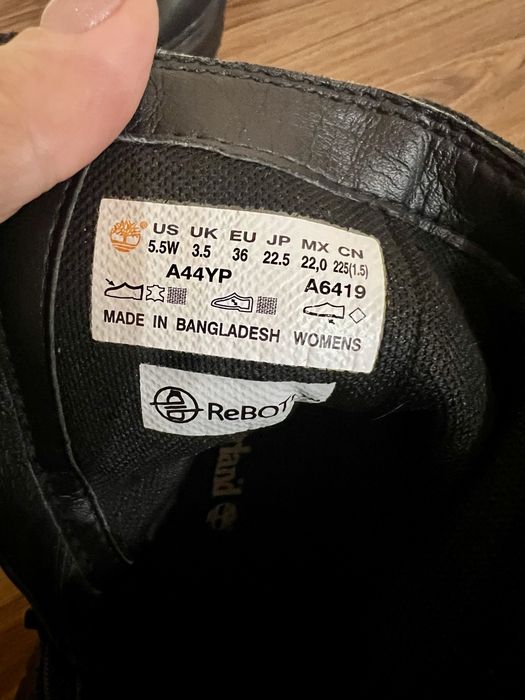 US UK EU JP MX CN
5.5W 3.5 36 22.5 22,0 225(1.5)
A44YP A6419
MADE IN BANGLADESH WOMENS